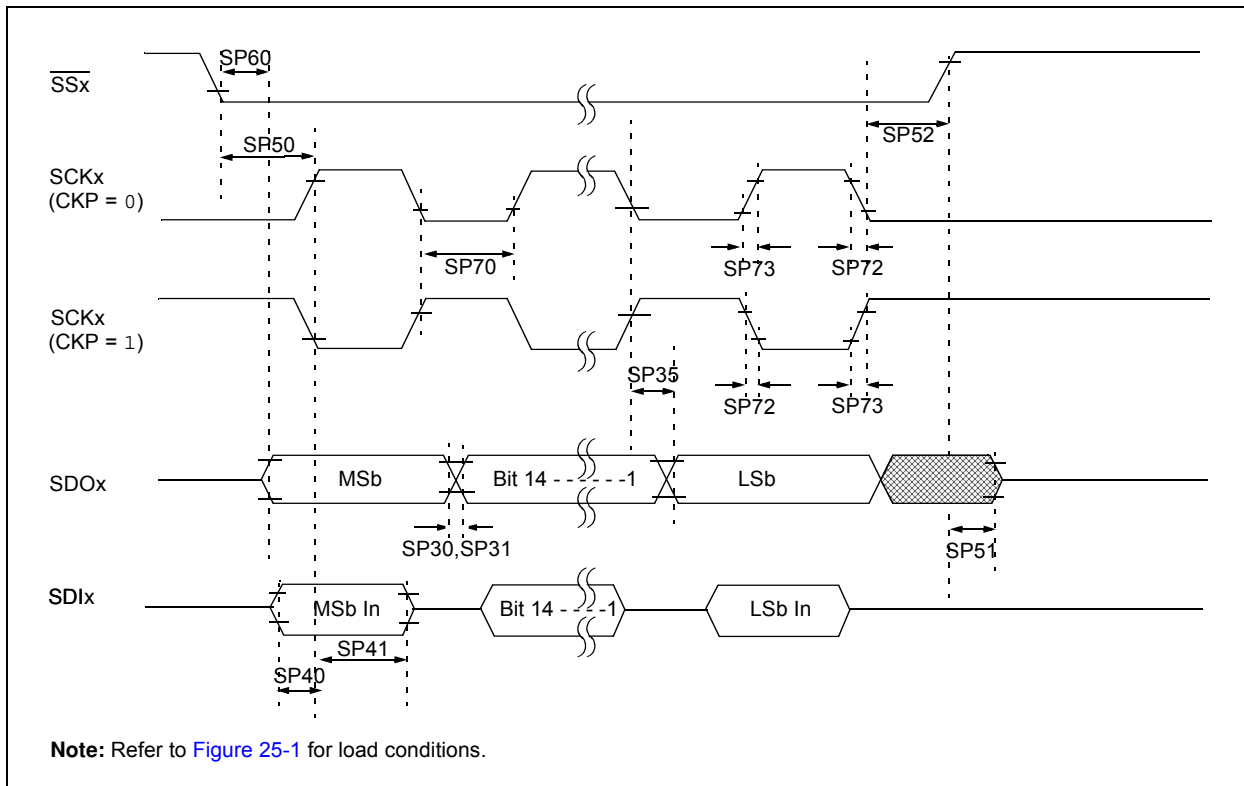 SP60
SSx
SP50
SP52
SCKx
(CKP = 0)
SP70
SP73
SP72
SCKx
(CKP = 1)
SP35
SP72
SP73
SDOx
MSb
Bit 14 - - - - - -1
LSb
SP30,SP31
SP51
SDIx
MSb In
Bit 14 - - - -1
LSb In
SP41
SP40
Note: Refer to Figure 25-1 for load conditions.